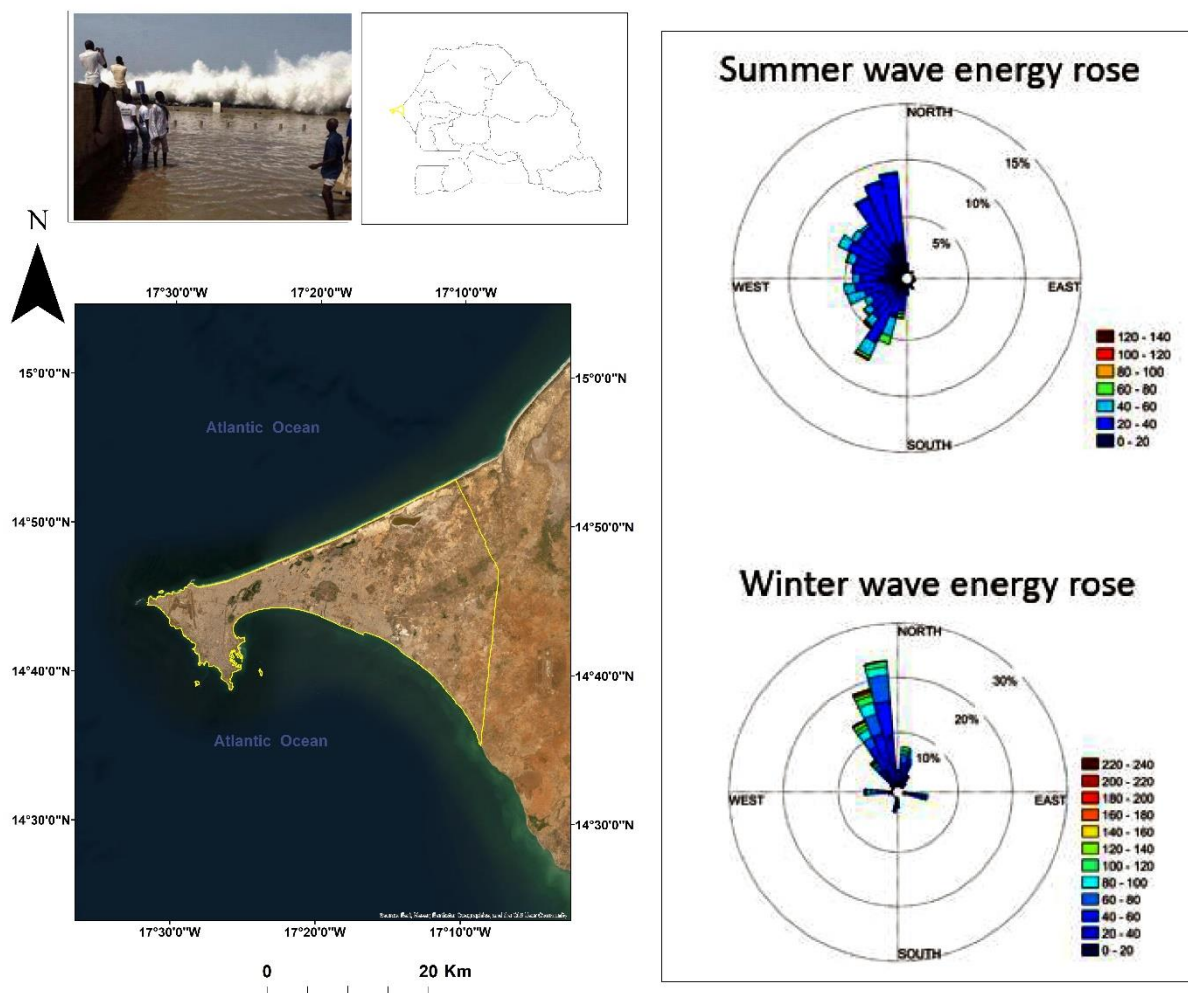 N
17°30'0"W 17°20'0"W 17°10'0"W
15°0'0"N 15°0'0"N
Atlantic Ocean
14°50'0"N 14°50'0"N
14°40'0"N 14°40'0"N
Atlantic Ocean
14°30'0"N 14°30'0"N
17°30'0"W 17°20'0"W 17°10'0"W
0 20 Km
Summer wave energy rose
NORTH
15%
10%
5%
WEST EAST
SOUTH
120 - 140
100 - 120
80 - 100
60 - 80
40 - 60
20 - 40
0 - 20
Winter wave energy rose
NORTH
30%
20%
10%
WEST EAST
SOUTH
220 - 240
200 - 220
180 - 200
160 - 180
140 - 160
120 - 140
100 - 120
80 - 100
60 - 80
40 - 60
20 - 40
0 - 20